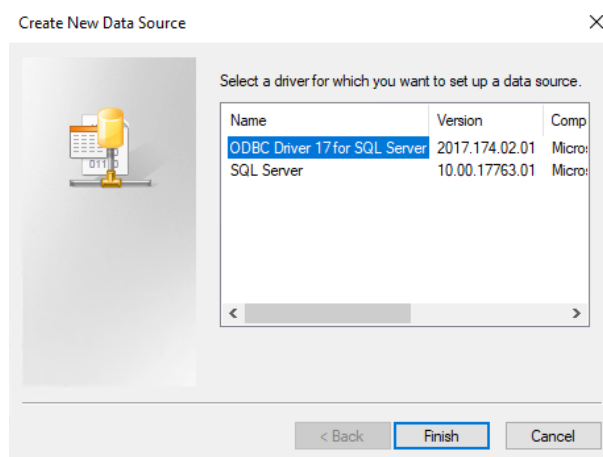 Create New Data Source
Select a driver for which you want to set up a data source.
Name Version Comp
ODBC Driver 17 for SQL Server 2017.174.02.01 Micro
SQL Server 10.00.17763.01 Micro
011
< Back Finish Cancel